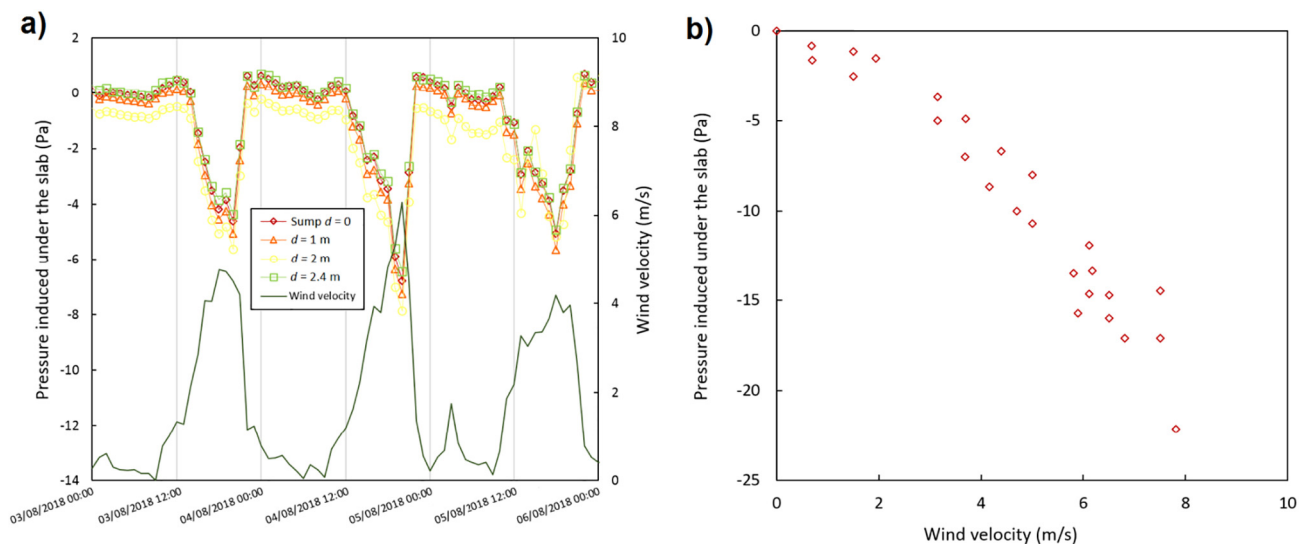 a)
Pressure induced under the slab (Pa)
2
0
-2
-4
-6
-8
-10
-12
-14
Sump d = 0
d = 1 m
d = 2 m
d = 2.4 m
Wind velocity
10
8
6
4
2
0
Wind velocity (m/s)
03/08/2018 00:00
03/08/2018 12:00
04/08/2018 00:00
04/08/2018 12:00
05/08/2018 00:00
05/08/2018 12:00
06/08/2018 00:00
b)
Pressure induced under the slab (Pa)
0
-5
-10
-15
-20
-25
0 2 4 6 8 10
Wind velocity (m/s)